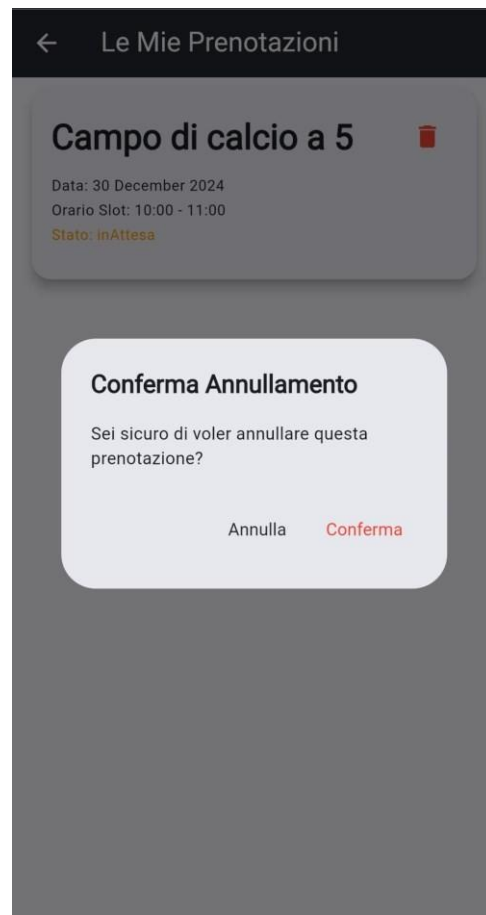 Le Mie Prenotazioni
Campo di calcio a 5
Data: 30 December 2024
Orario Slot: 10:00 - 11:00
Stato: inAttesa
Conferma Annullamento
Sei sicuro di voler annullare questa
prenotazione?
Annulla Conferma